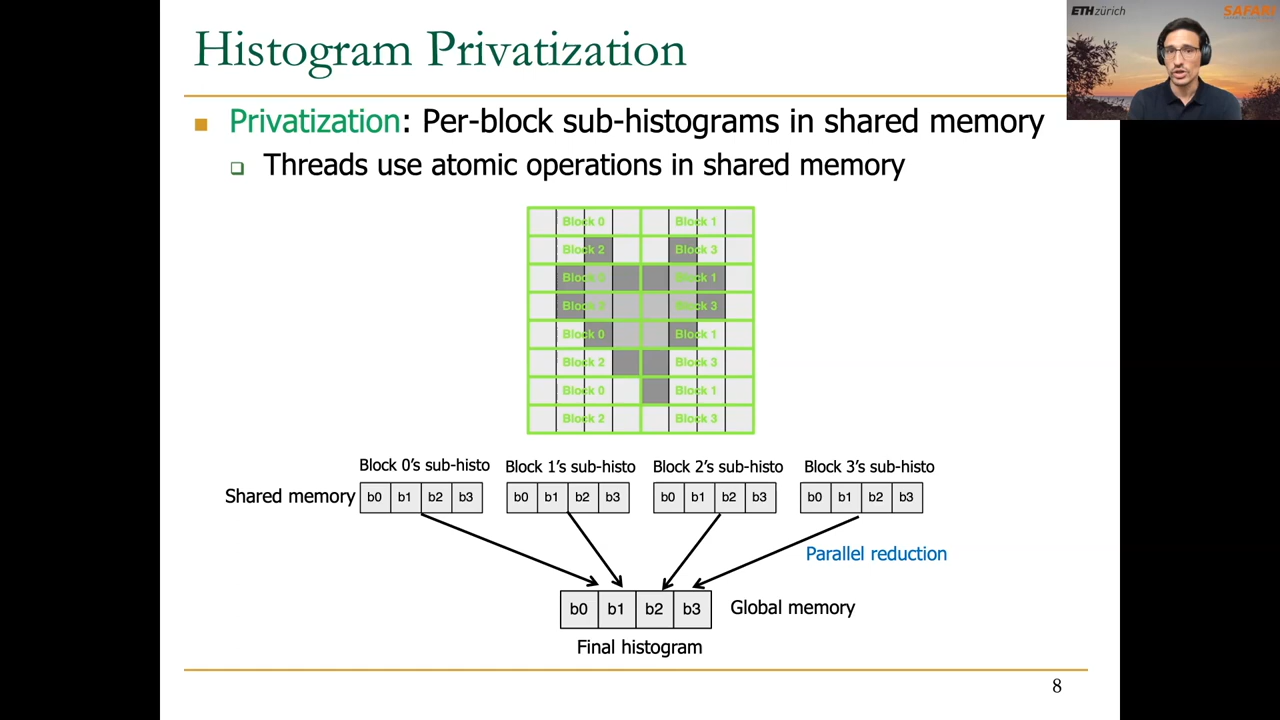 Histogram Privatization
ETH zürich
SAFARI
Privatization: Per-block sub-histograms in shared memory
Threads use atomic operations in shared memory
Block 0 Block 1
Block 2 Block 3
Block 0 Block 1
Block 2 Block 3
Block 0 Block 1
Block 2 Block 3
Block 0 Block 1
Block 2 Block 3
Block 0's sub-histo Block 1's sub-histo Block 2's sub-histo Block 3's sub-histo
Shared memory b0 b1 b2 b3 b0 b1 b2 b3 b0 b1 b2 b3 b0 b1 b2 b3
Parallel reduction
b0 b1 b2 b3 Global memory
Final histogram
8